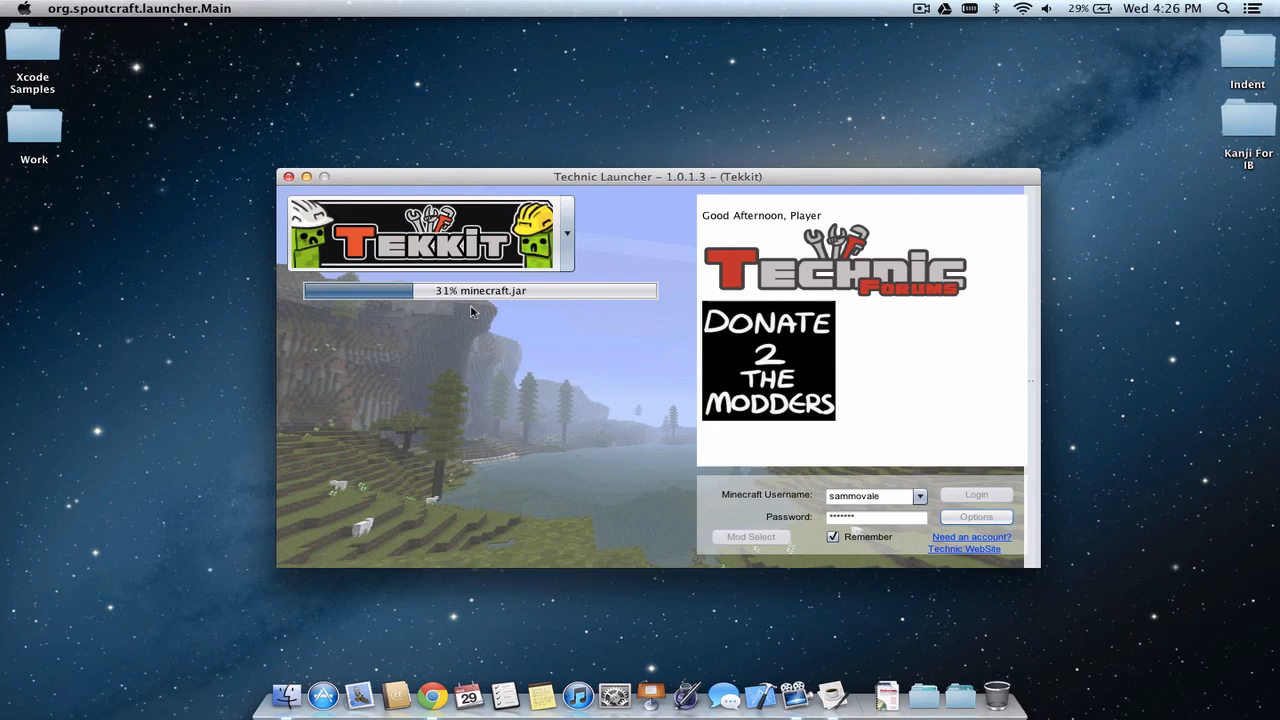 org.spoutcraft.launcher.Main
29%
Wed 4:26 PM
Xcode
Samples
Work
Indent
Kanji For
IB
Technic Launcher – 1.0.1.3 – (Tekkit)
TEKKIT
31% minecraft.jar
Good Afternoon, Player
TECHNIC
FORUMS
DONATE
2
THE
MODDERS
Minecraft Username:
sammovale
Login
Password:
•••••••
Options
Mod Select
Remember
Need an account?
Technic WebSite
29